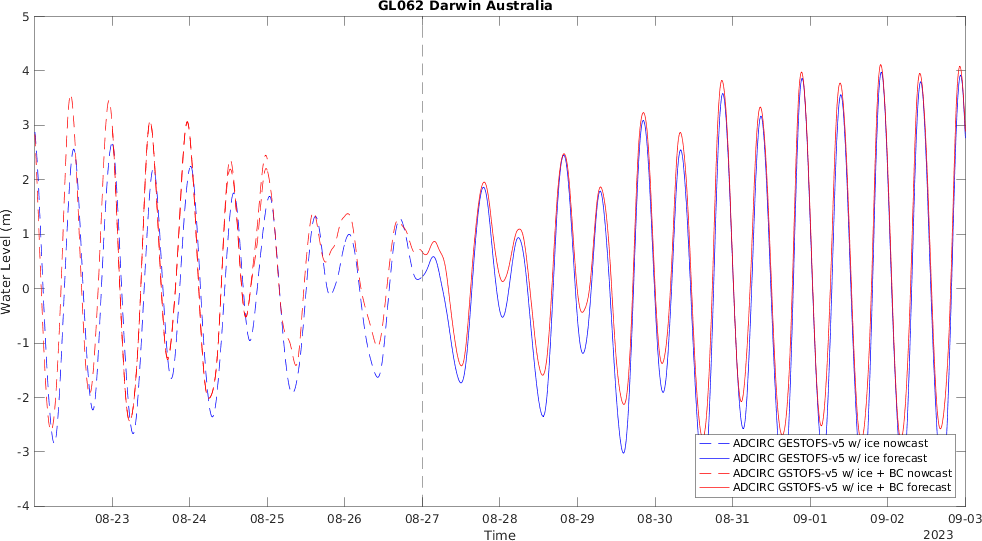 GL062 Darwin Australia
5
4
3
2
1
0
-1
-2
-3
-4
Water Level (m)
ADCIRC GESTOFS-v5 w/ ice nowcast
ADCIRC GESTOFS-v5 w/ ice forecast
ADCIRC GSTOFS-v5 w/ ice + BC nowcast
ADCIRC GSTOFS-v5 w/ ice + BC forecast
08-23 08-24 08-25 08-26 08-27 08-28 08-29 08-30 08-31 09-01 09-02 09-03
Time
2023